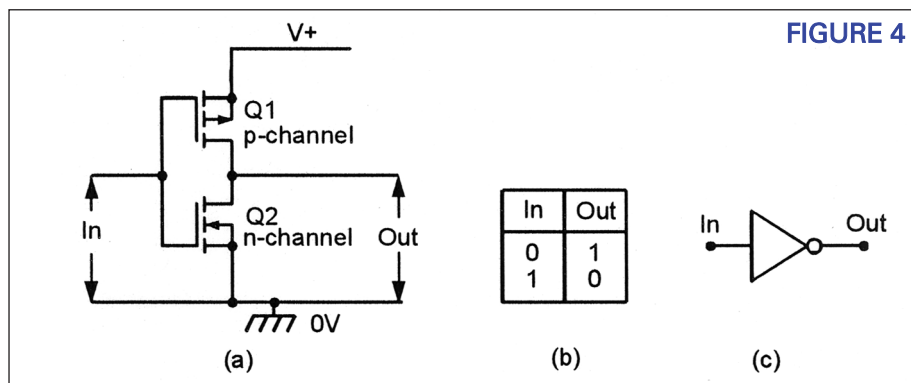 FIGURE 4
V+
Q1
p-channel
In
Q2
n-channel
Out
0V
(a)
In Out
0 1
1 0
(b)
In Out
(c)